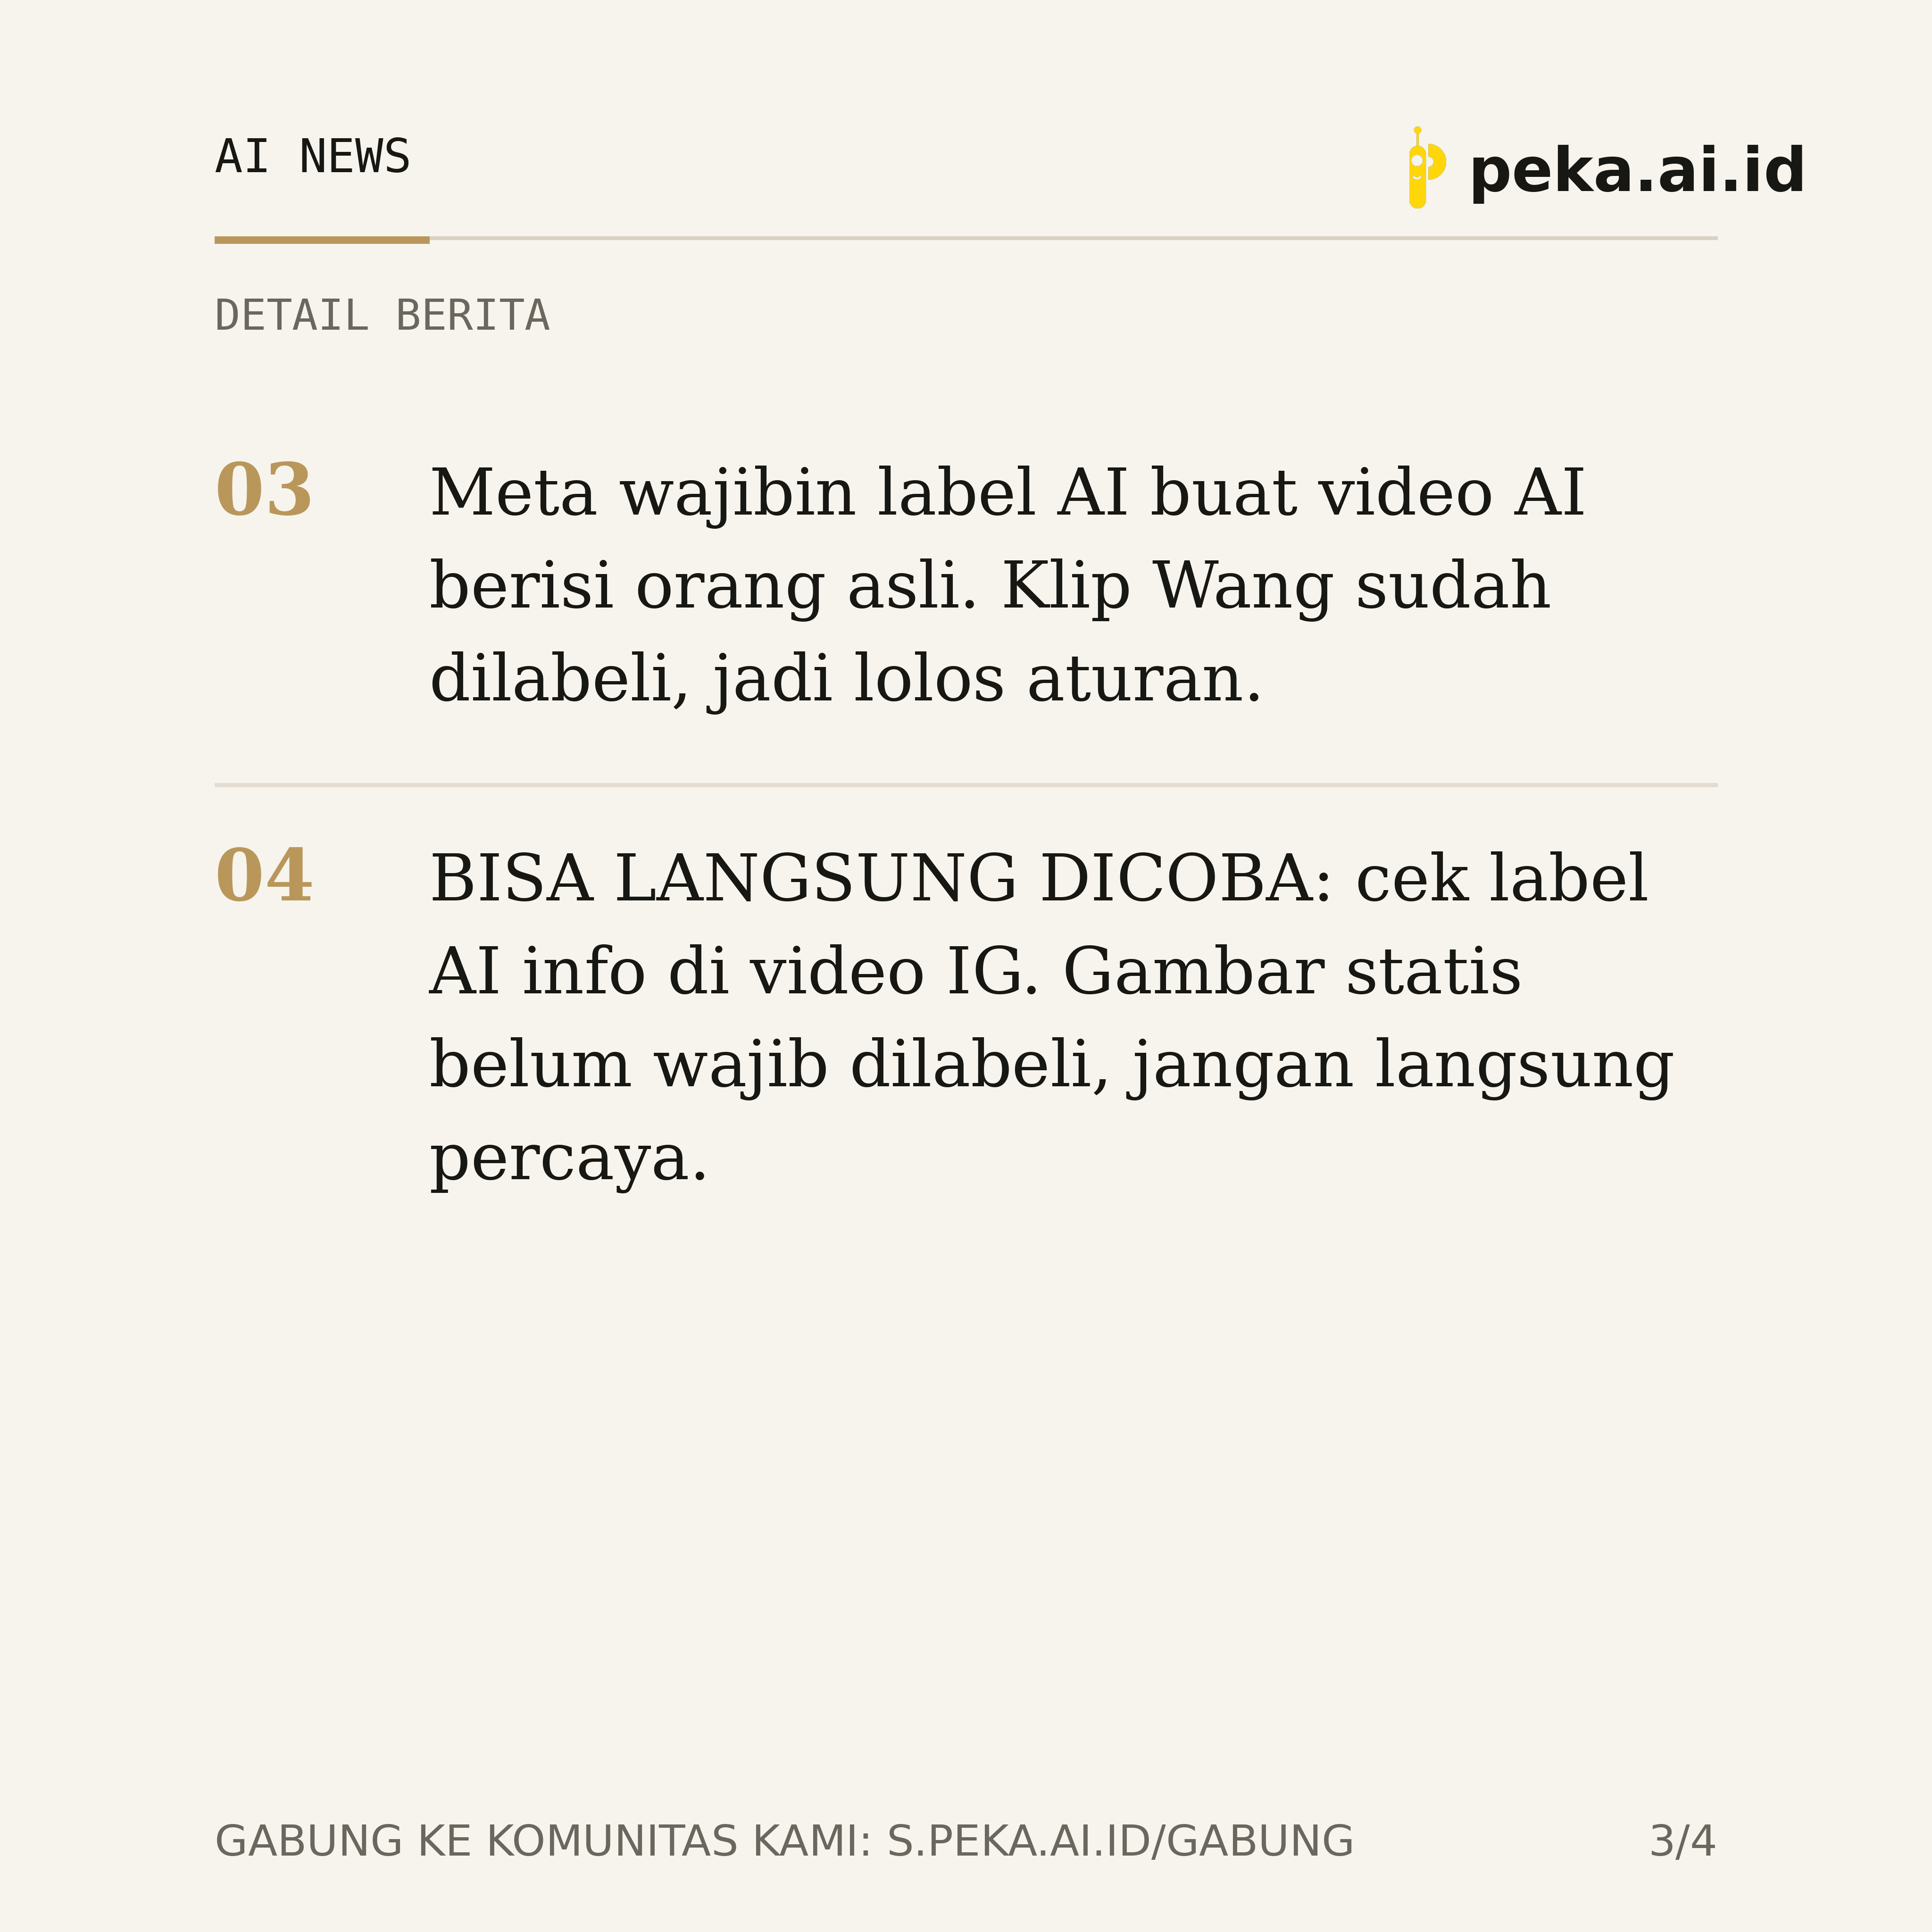 AI NEWS
peka.ai.id
DETAIL BERITA
03
Meta wajibin label AI buat video AI
berisi orang asli. Klip Wang sudah
dilabeli, jadi lolos aturan.
04
BISA LANGSUNG DICOBA: cek label
AI info di video IG. Gambar statis
belum wajib dilabeli, jangan langsung
percaya.
GABUNG KE KOMUNITAS KAMI: S.PEKA.AI.ID/GABUNG
3/4